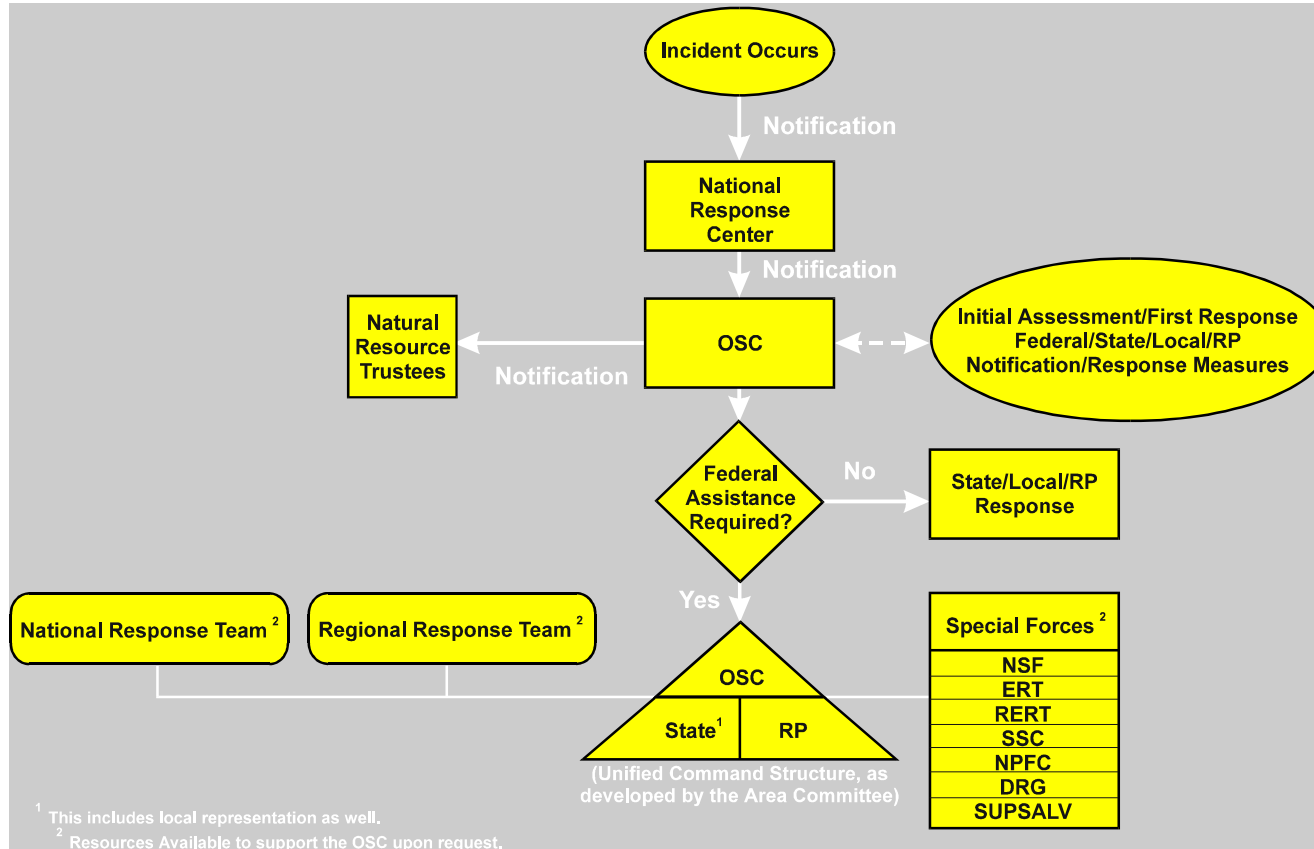 Incident Occurs
Notification
National
Response
Center
Notification
Natural
Resource
Trustees
Notification
OSC
Initial Assessment/First Response
Federal/State/Local/RP
Notification/Response Measures
Federal
Assistance
Required?
No
State/Local/RP
Response
Yes
National Response Team 2
Regional Response Team 2
OSC
State1
RP
(Unified Command Structure, as
developed by the Area Committee)
Special Forces 2
NSF
ERT
RERT
SSC
NPFC
DRG
SUPSALV
1 This includes local representation as well.
2 Resources Available to support the OSC upon request.